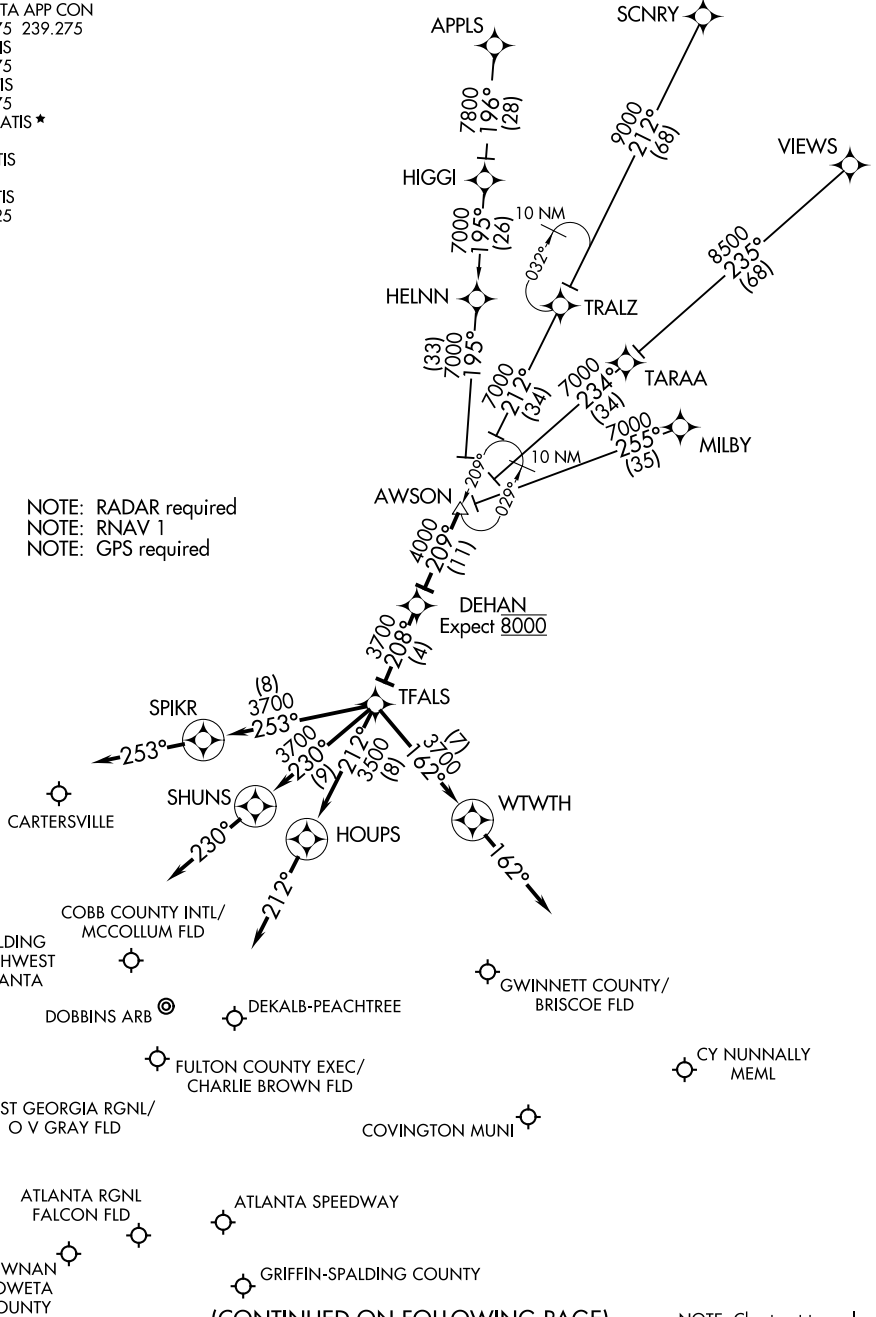 TA APP CON
75 239.275
IS
75
TIS
75
ATIS ★
TIS
TIS
25
APPLS
SCNRY
7800
196°
(28)
9000
212°
(68)
VIEWS
HIGGI
10 NM
7000
195°
(26)
032°
8500
235°
(68)
HELNN
TRALZ
(33)
7000
195°
7000
212°
(34)
7000
234°
(34)
TARAA
7000
255°
(35)
MILBY
10 NM
209°
029°
AWSON
NOTE: RADAR required
NOTE: RNAV 1
NOTE: GPS required
4000
209°
(11)
DEHAN
Expect 8000
3700
208°
(4)
TFALS
SPIKR
(8)
3700
253°
253°
3700
230°
(9)
212°
3500
(8)
(7)
3700
162°
CARTERSVILLE
SHUNS
HOUPS
WTWTH
230°
212°
162°
COBB COUNTY INTL/
MCCOLLUM FLD
LDING
HWEST
ANTA
GWINNETT COUNTY/
BRISCOE FLD
DOBBINS ARB
DEKALB-PEACHTREE
FULTON COUNTY EXEC/
CHARLIE BROWN FLD
CY NUNNALLY
MEML
ST GEORGIA RGNL/
O V GRAY FLD
COVINGTON MUNI
ATLANTA RGNL
FALCON FLD
ATLANTA SPEEDWAY
WNAN
OWETA
OUNTY
GRIFFIN-SPALDING COUNTY
(CONTINUED ON FOLLOWING PAGE)
NOTE: Chart not to scale